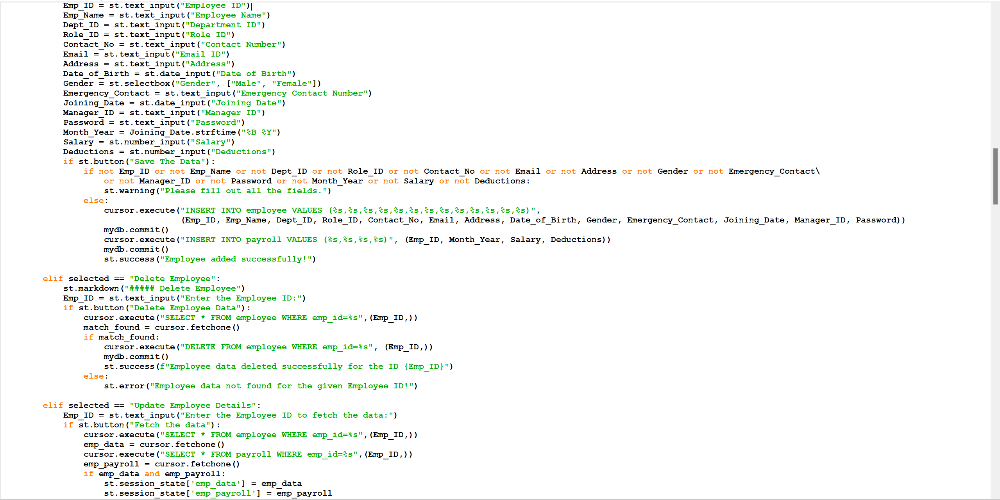 Emp_ID = st.text_input("Employee ID")
Emp_Name = st.text_input("Employee Name")
Dept_ID = st.text_input("Department ID")
Role_ID = st.text_input("Role ID")
Contact_No = st.text_input("Contact Number")
Email = st.text_input("Email ID")
Address = st.text_input("Address")
Date_of_Birth = st.date_input("Date of Birth")
Gender = st.selectbox("Gender", ["Male", "Female"])
Emergency_Contact = st.text_input("Emergency Contact Number")
Joining_Date = st.date_input("Joining Date")
Manager_ID = st.text_input("Manager ID")
Password = st.text_input("Password")
Month_Year = Joining_Date.strftime("%B %Y")
Salary = st.number_input("Salary")
Deductions = st.number_input("Deductions")
if st.button("Save The Data"):
if not Emp_ID or not Emp_Name or not Dept_ID or not Role_ID or not Contact_No or not Email or not Address or not Gender or not Emergency_Contact\
or not Manager_ID or not Password or not Month_Year or not Salary or not Deductions:
st.warning("Please fill out all the fields.")
else:
cursor.execute("INSERT INTO employee VALUES (%s,%s,%s,%s,%s,%s,%s,%s,%s,%s,%s,%s,%s)",
(Emp_ID, Emp_Name, Dept_ID, Role_ID, Contact_No, Email, Address, Date_of_Birth, Gender, Emergency_Contact, Joining_Date, Manager_ID, Password))
mydb.commit()
cursor.execute("INSERT INTO payroll VALUES (%s,%s,%s,%s)", (Emp_ID, Month_Year, Salary, Deductions))
mydb.commit()
st.success("Employee added successfully!")
elif selected == "Delete Employee":
st.markdown("##### Delete Employee")
Emp_ID = st.text_input("Enter the Employee ID:")
if st.button("Delete Employee Data"):
cursor.execute("SELECT * FROM employee WHERE emp_id=%s",(Emp_ID,))
match_found = cursor.fetchone()
if match_found:
cursor.execute("DELETE FROM employee WHERE emp_id=%s", (Emp_ID,))
mydb.commit()
st.success(f"Employee data deleted successfully for the ID {Emp_ID}")
else:
st.error("Employee data not found for the given Employee ID!")
elif selected == "Update Employee Details":
Emp_ID = st.text_input("Enter the Employee ID to fetch the data:")
if st.button("Fetch the data"):
cursor.execute("SELECT * FROM employee WHERE emp_id=%s",(Emp_ID,))
emp_data = cursor.fetchone()
cursor.execute("SELECT * FROM payroll WHERE emp_id=%s",(Emp_ID,))
emp_payroll = cursor.fetchone()
if emp_data and emp_payroll:
st.session_state['emp_data'] = emp_data
st.session_state['emp_payroll'] = emp_payroll